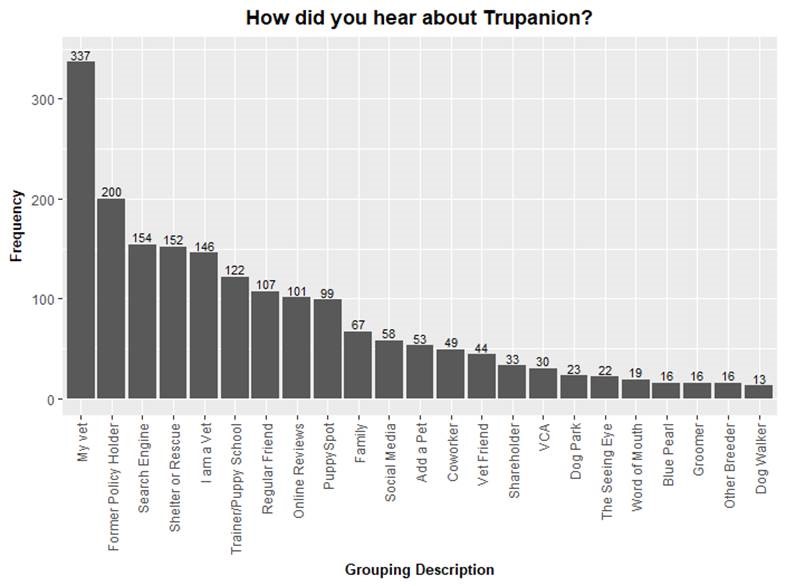 How did you hear about Trupanion?
Frequency
300
200
100
0
337
200
154
152
146
122
107
101
99
67
58
53
49
44
33
30
23
22
19
16
16
16
13
My vet
Former Policy Holder
Search Engine
Shelter or Rescue
I am a Vet
Trainer/Puppy School
Regular Friend
Online Reviews
PuppySpot
Family
Social Media
Add a Pet
Coworker
Vet Friend
Shareholder
VCA
Dog Park
The Seeing Eye
Word of Mouth
Blue Pearl
Groomer
Other Breeder
Dog Walker
Grouping Description